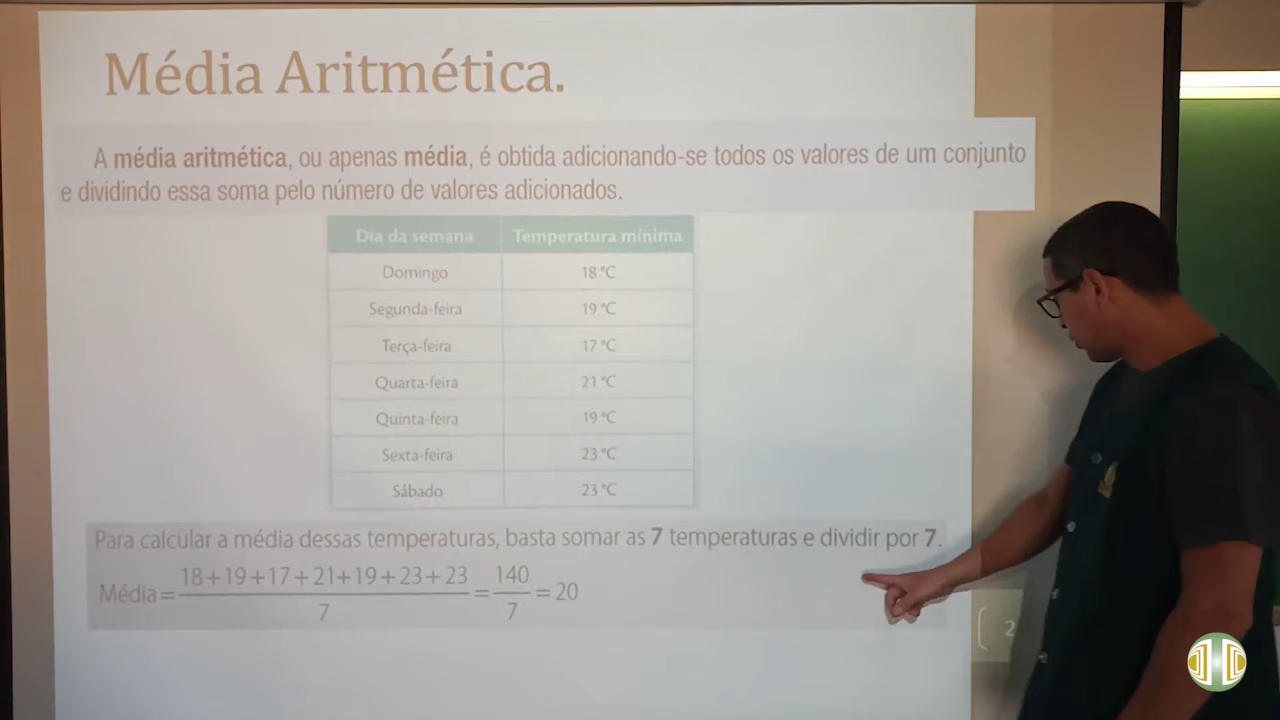 Média Aritmética.
A média aritmética, ou apenas média, é obtida adicionando-se todos os valores de um conjunto
e dividindo essa soma pelo número de valores adicionados.
Dia da semana Temperatura mínima
Domingo 18 °C
Segunda-feira 19 °C
Terça-feira 17 °C
Quarta-feira 21 °C
Quinta-feira 19 °C
Sexta-feira 23 °C
Sábado 23 °C
Para calcular a média dessas temperaturas, basta somar as 7 temperaturas e dividir por 7.
18+19+17+21+19+23+23 140
Média= = =20
7 7
2